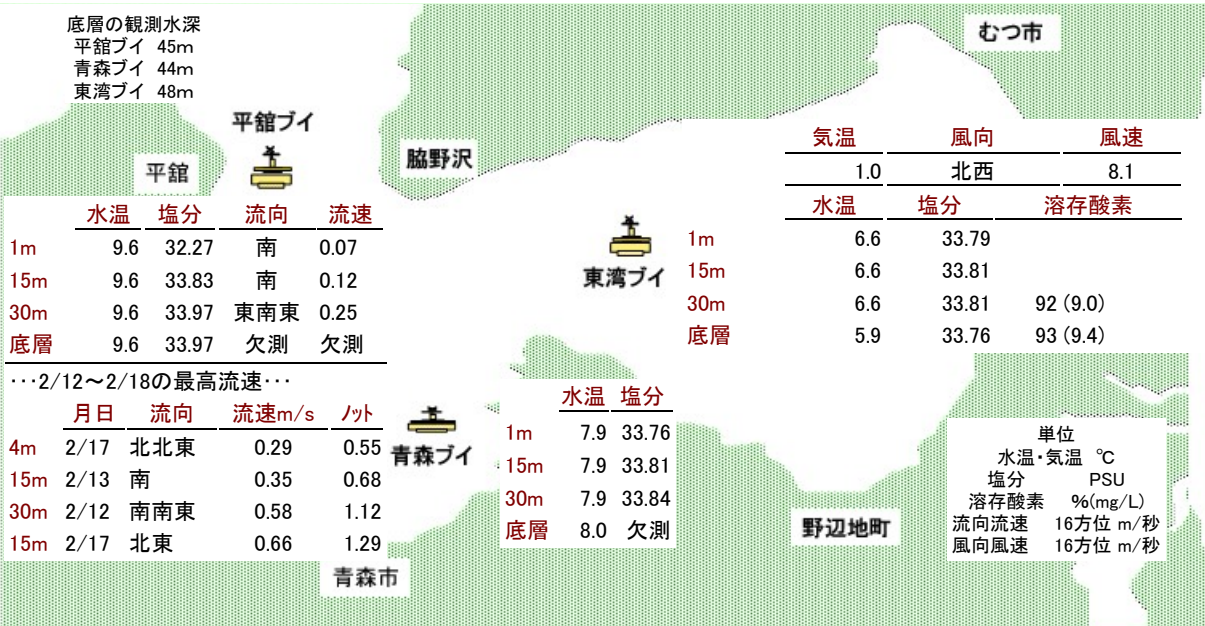 底層の観測水深
平舘ブイ 45m
青森ブイ 44m
東湾ブイ 48m
むつ市
平舘ブイ
脇野沢
平舘
気温 風向 風速
1.0 北西 8.1
水温 塩分 溶存酸素
1m 6.6 33.79
15m 6.6 33.81
30m 6.6 33.81 92 (9.0)
底層 5.9 33.76 93 (9.4)
東湾ブイ
水温 塩分 流向 流速
1m 9.6 32.27 南 0.07
15m 9.6 33.83 南 0.12
30m 9.6 33.97 東南東 0.25
底層 9.6 33.97 欠測 欠測
･･･2/12～2/18の最高流速･･･
月日 流向 流速m/s ﾉｯﾄ
4m 2/17 北北東 0.29 0.55
15m 2/13 南 0.35 0.68
30m 2/12 南南東 0.58 1.12
15m 2/17 北東 0.66 1.29
青森ブイ
水温 塩分
1m 7.9 33.76
15m 7.9 33.81
30m 7.9 33.84
底層 8.0 欠測
青森市
野辺地町
単位
水温･気温 ℃
塩分 PSU
溶存酸素 %(mg/L)
流向流速 16方位 m/秒
風向風速 16方位 m/秒